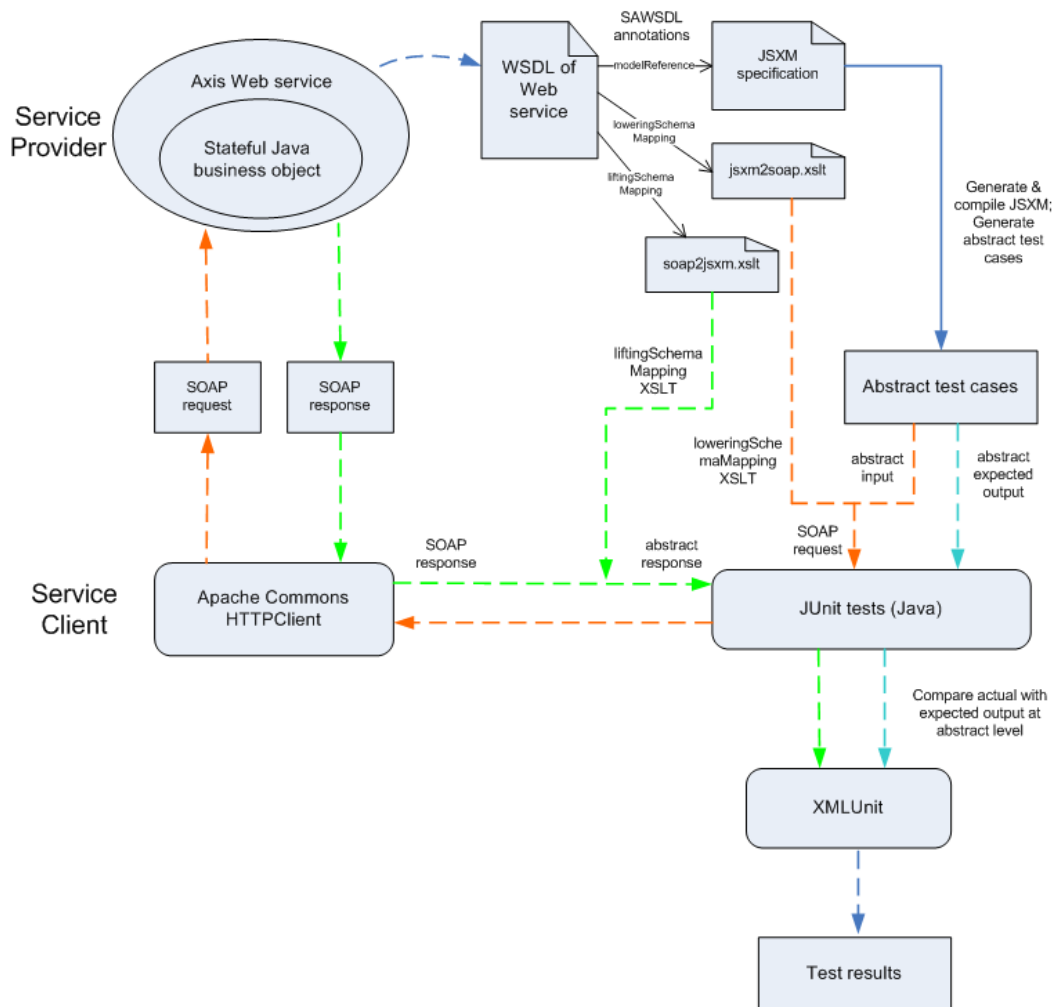 SAWSDL
annotations
Axis Web service
Stateful Java
business object
Service
Provider
WSDL of
Web
service
modelReference
JSXM
specification
loweringSchema
Mapping
jsxm2soap.xslt
liftingSchema
Mapping
soap2jsxm.xslt
Generate &
compile JSXM;
Generate
abstract test
cases
SOAP
request
SOAP
response
liftingSchema
Mapping
XSLT
Abstract test cases
loweringSche
maMapping
XSLT
abstract
input
abstract
expected
output
SOAP
request
SOAP
response
abstract
response
Service
Client
Apache Commons
HTTPClient
JUnit tests (Java)
Compare actual with
expected output at
abstract level
XMLUnit
Test results